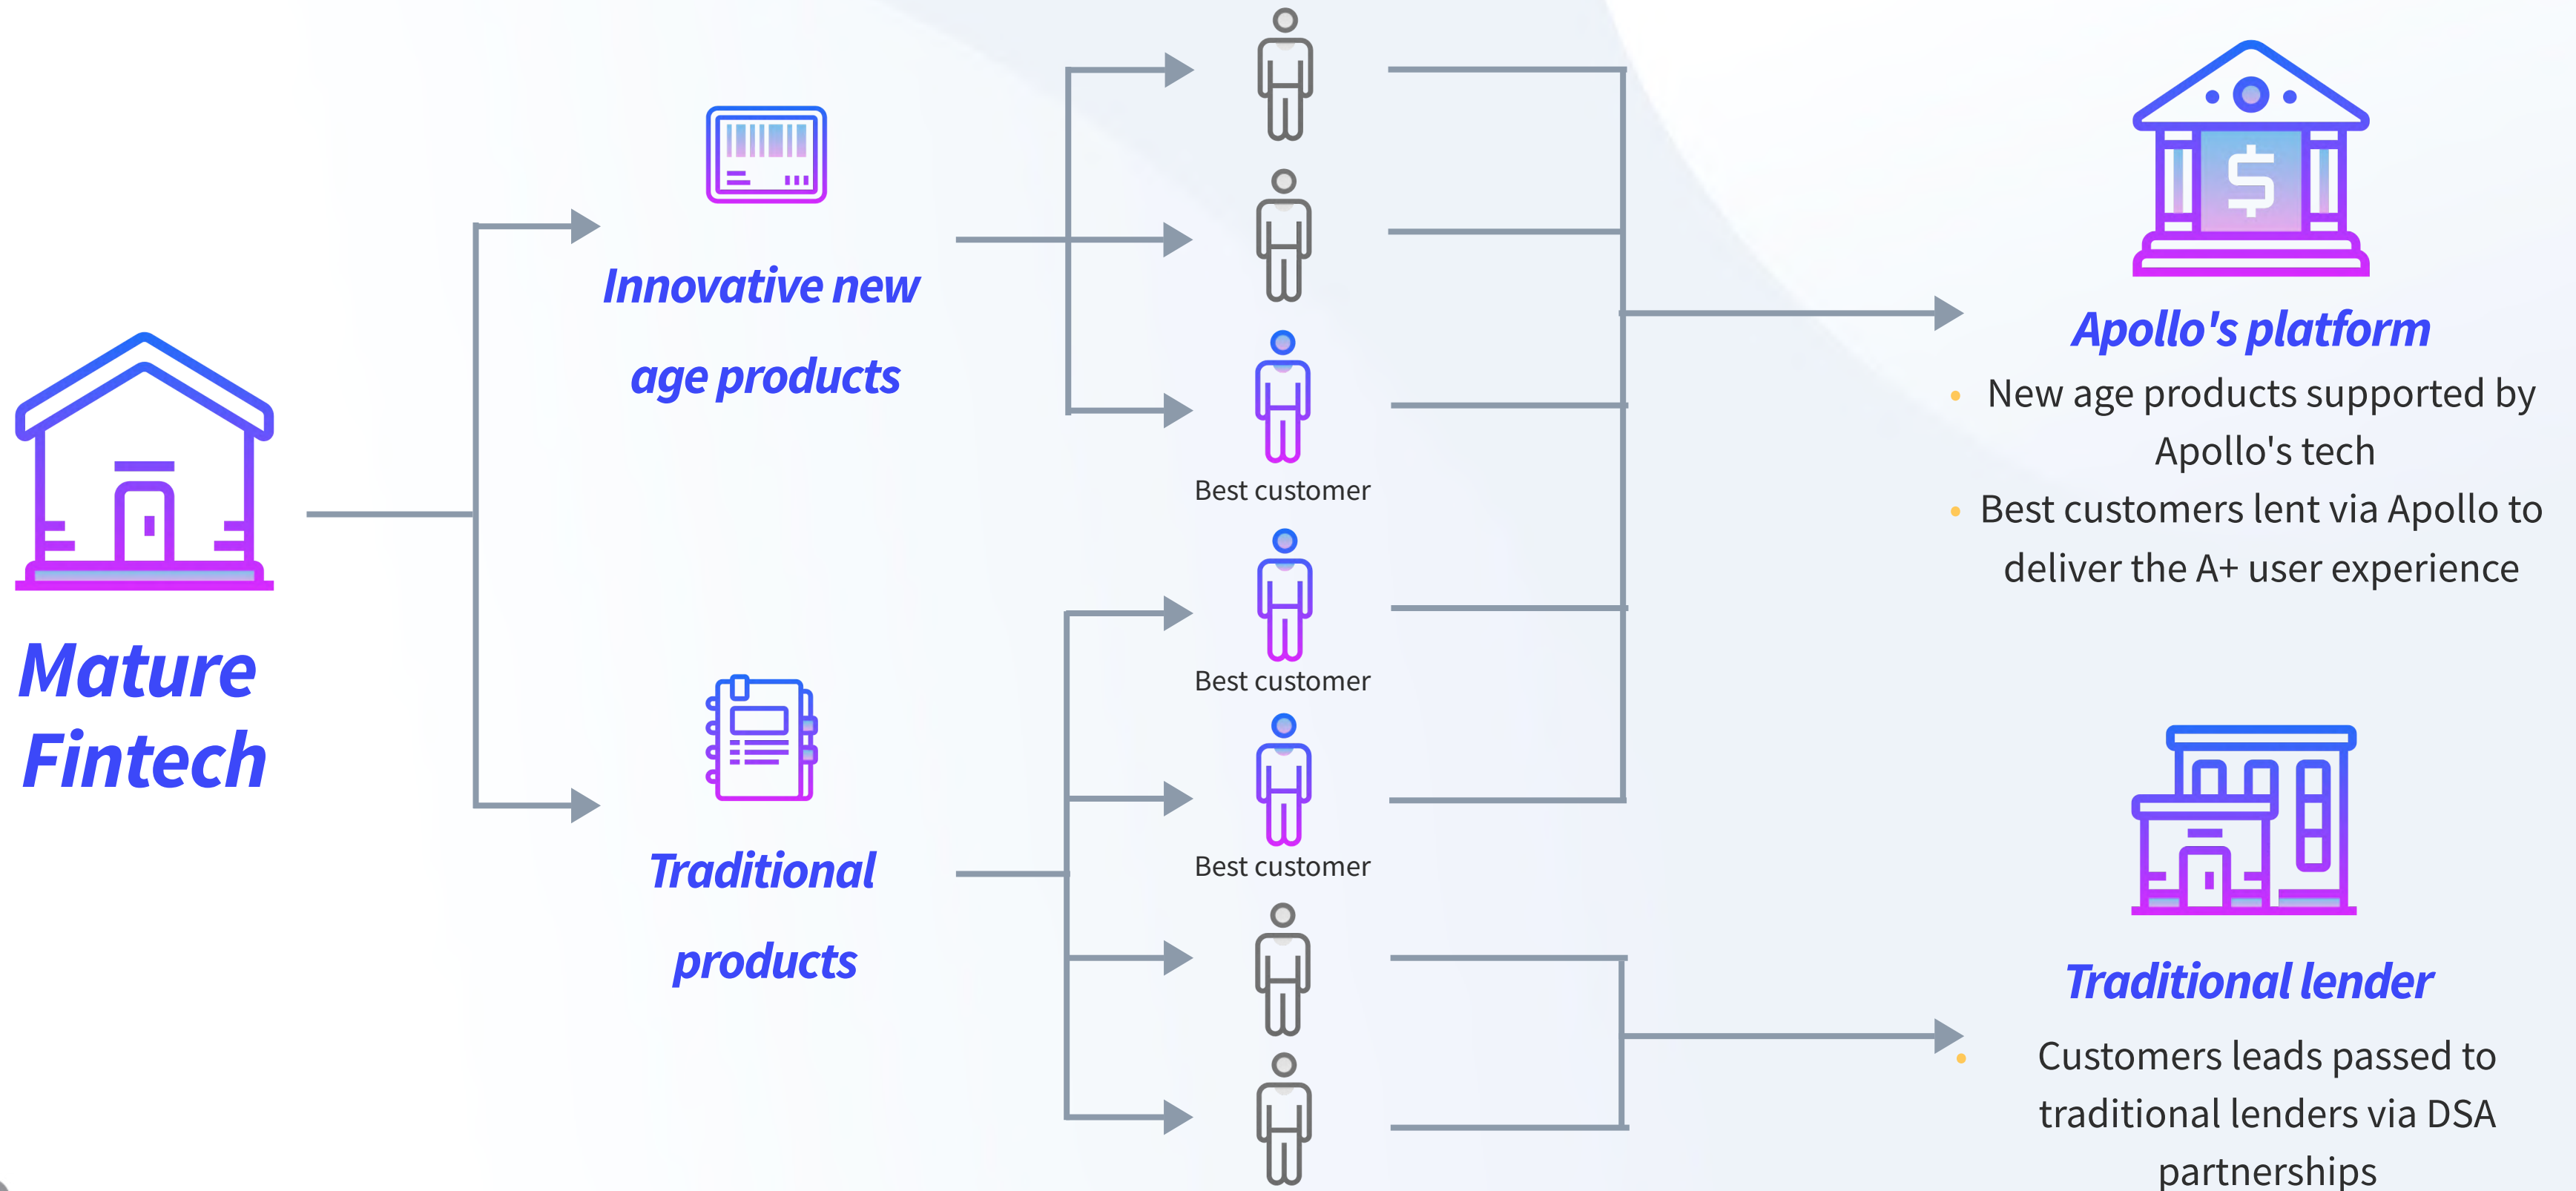 Mature
Fintech
Innovative new
age products
Traditional
products
Best customer
Best customer
Best customer
$
Apollo's platform
• New age products supported by
Apollo's tech
• Best customers lent via Apollo to
deliver the A+ user experience
Traditional lender
• Customers leads passed to
traditional lenders via DSA
partnerships